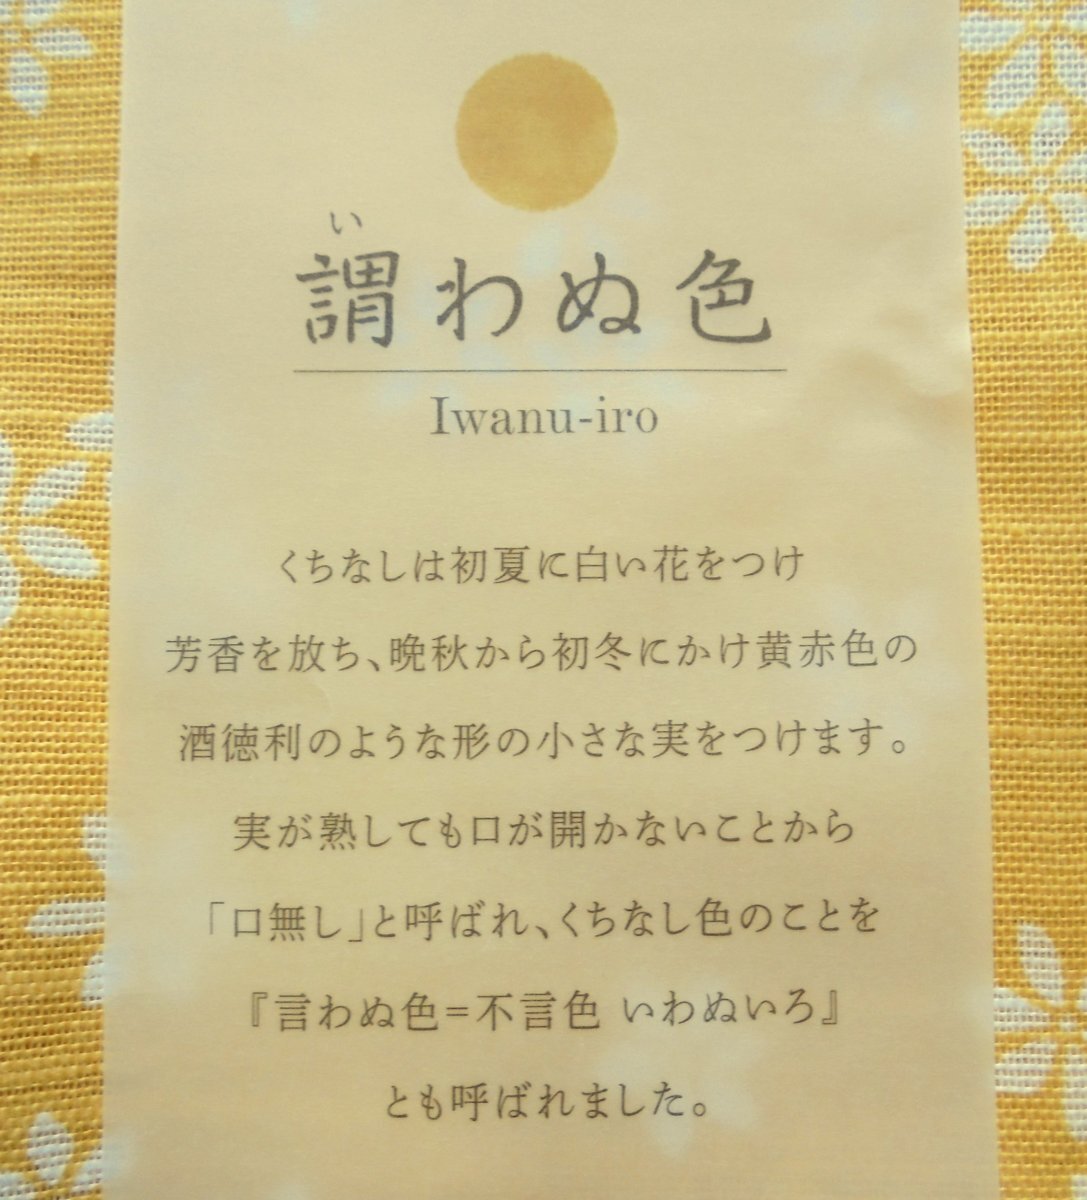 い
謂わぬ色
Iwanu-iro
くちなしは初夏に白い花をつけ
芳香を放ち、晩秋から初冬にかけ黄赤色の
酒徳利のような形の小さな実をつけます。
実が熟しても口が開かないことから
「口無し」と呼ばれ、くちなし色のことを
『言わぬ色=不言色 いわぬいろ』
とも呼ばれました。